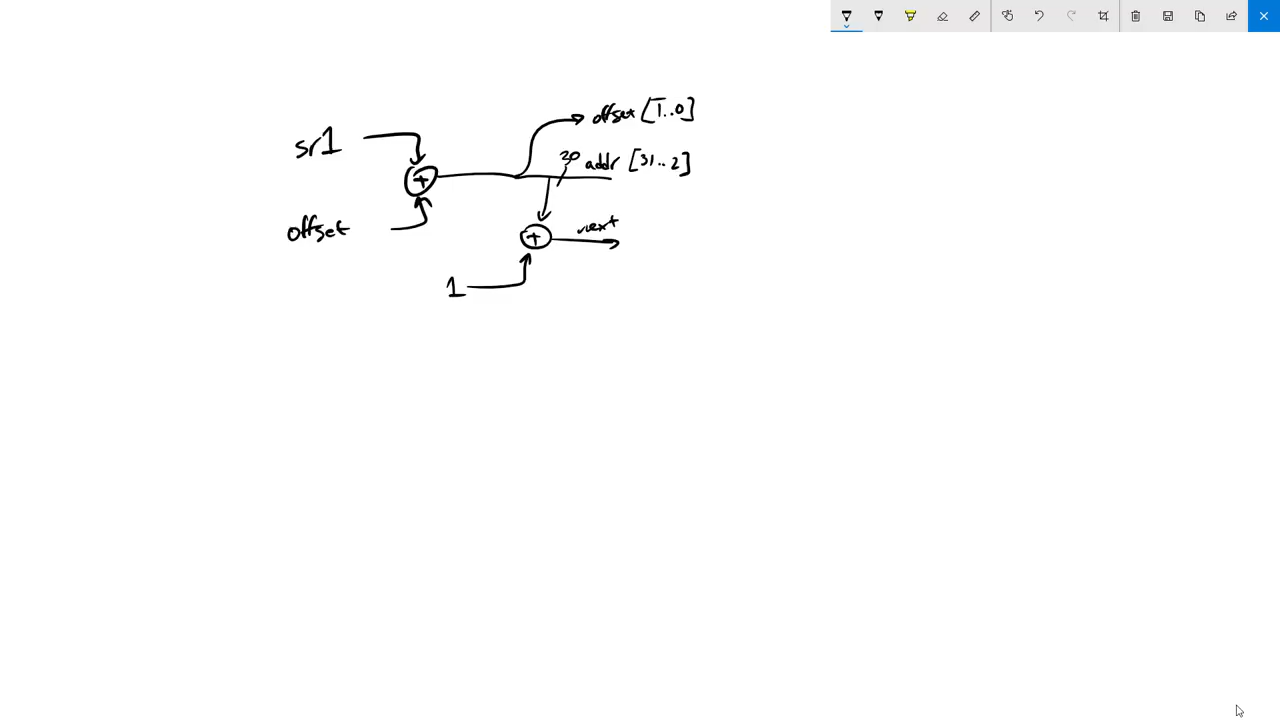 offset [1..0]
sr1
30 addr [31..2]
+
offset
next
+
1